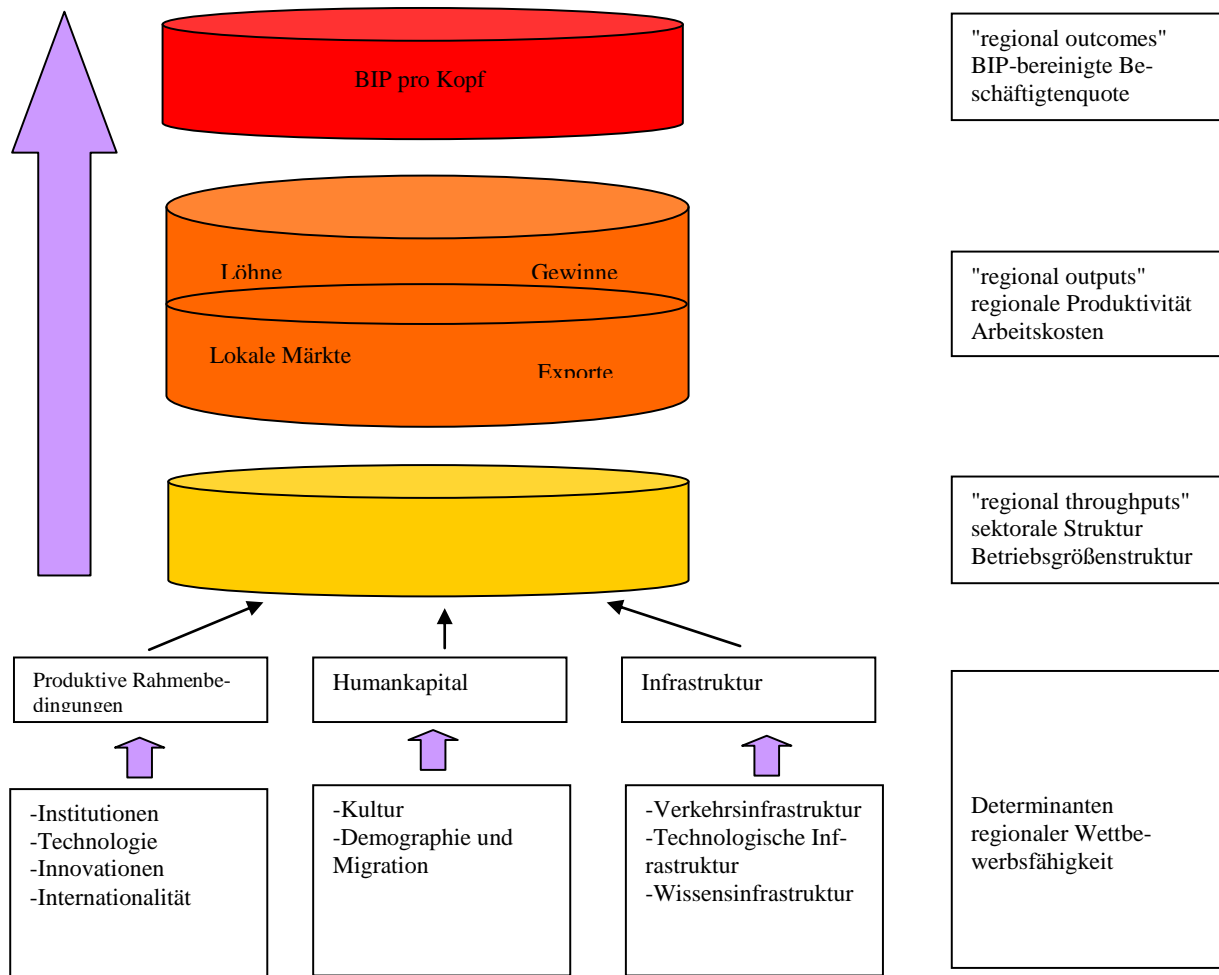 BIP pro Kopf
"regional outcomes"
BIP-bereinigte Be-
schäftigtenquote
Löhne
Gewinne
Lokale Märkte
Exporte
"regional outputs"
regionale Produktivität
Arbeitskosten
"regional throughputs"
sektorale Struktur
Betriebsgrößenstruktur
Produktive Rahmenbe-
dingungen
Humankapital
Infrastruktur
-Institutionen
-Technologie
-Innovationen
-Internationalität
-Kultur
-Demographie und
Migration
-Verkehrsinfrastruktur
-Technologische Inf-
rastruktur
-Wissensinfrastruktur
Determinanten
regionaler Wettbe-
werbsfähigkeit